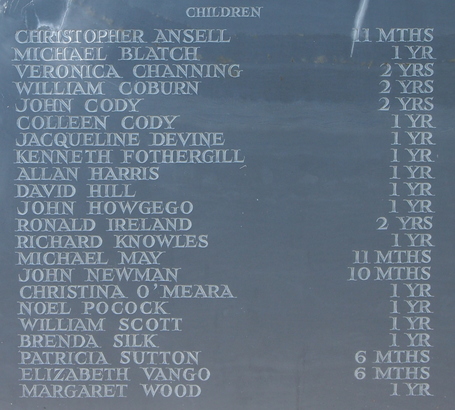 CHILDREN
CHRISTOPHER ANSELL 11 MTHS
MICHAEL BLATCH 1 YR
VERONICA CHANNING 2 YRS
WILLIAM COBURN 2 YRS
JOHN CODY 2 YRS
COLLEEN CODY 1 YR
JACQUELINE DEVINE 1 YR
KENNETH FOTHERGILL 1 YR
ALLAN HARRIS 1 YR
DAVID HILL 1 YR
JOHN HOWGEGO 1 YR
RONALD IRELAND 2 YRS
RICHARD KNOWLES 1 YR
MICHAEL MAY 11 MTHS
JOHN NEWMAN 10 MTHS
CHRISTINA O'MEARA 1 YR
NOEL POCOCK 1 YR
WILLIAM SCOTT 1 YR
BRENDA SILK 1 YR
PATRICIA SUTTON 6 MTHS
ELIZABETH VANGO 6 MTHS
MARGARET WOOD 1 YR